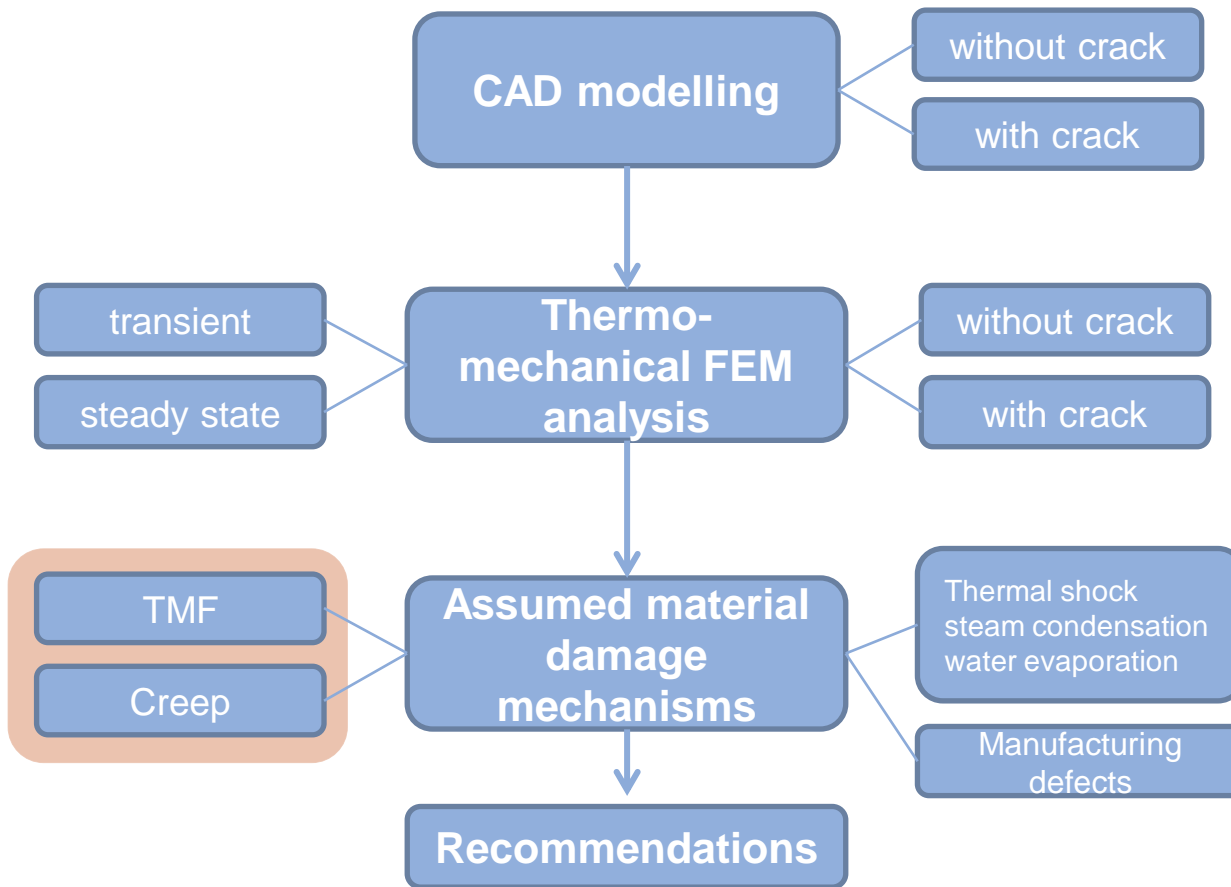 CAD modelling
without crack
with crack
transient
steady state
Thermo-
mechanical FEM
analysis
without crack
with crack
TMF
Creep
Assumed material
damage
mechanisms
Thermal shock
steam condensation
water evaporation
Manufacturing
defects
Recommendations